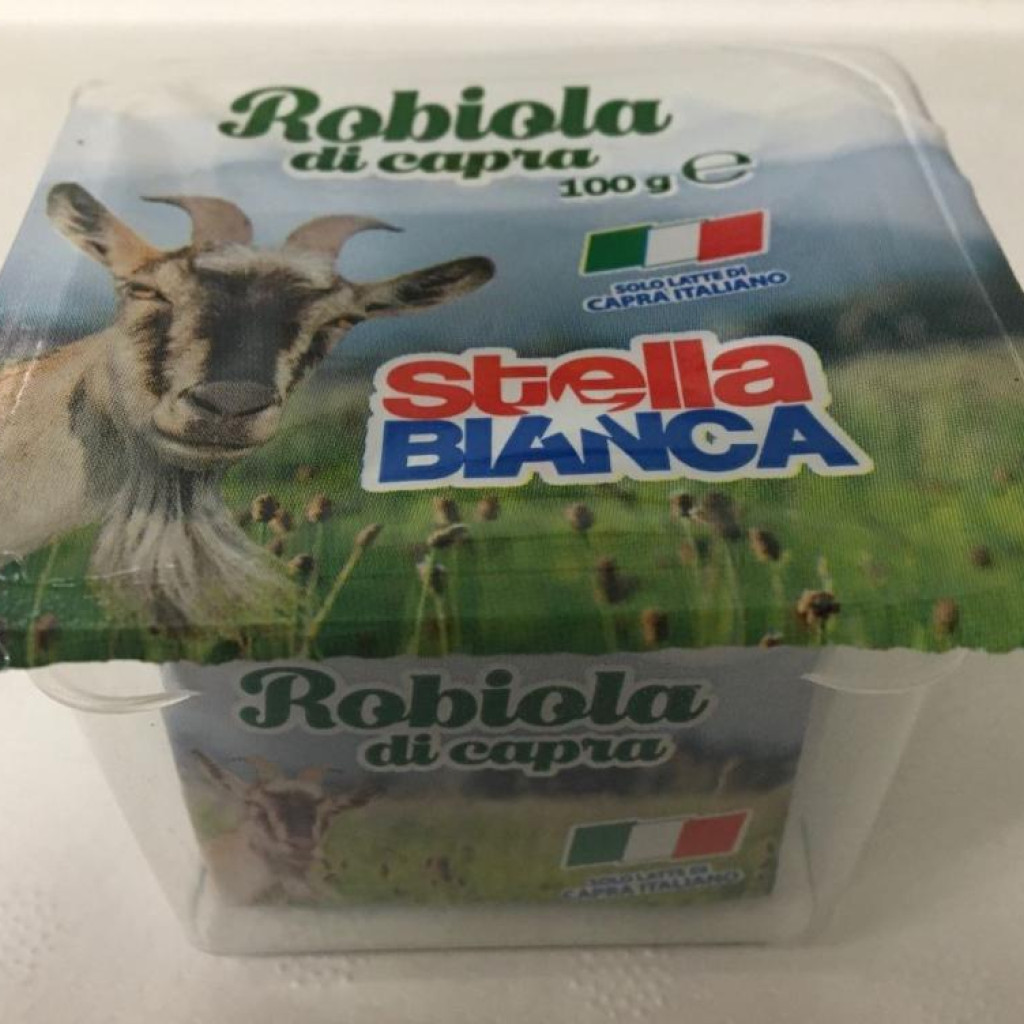 Robiola
di capra
100 g e
SOLO LATTE DI
CAPRA ITALIANO
stella
BIANCA
Robiola
di capra
SOLO LATTE DI
CAPRA ITALIANO